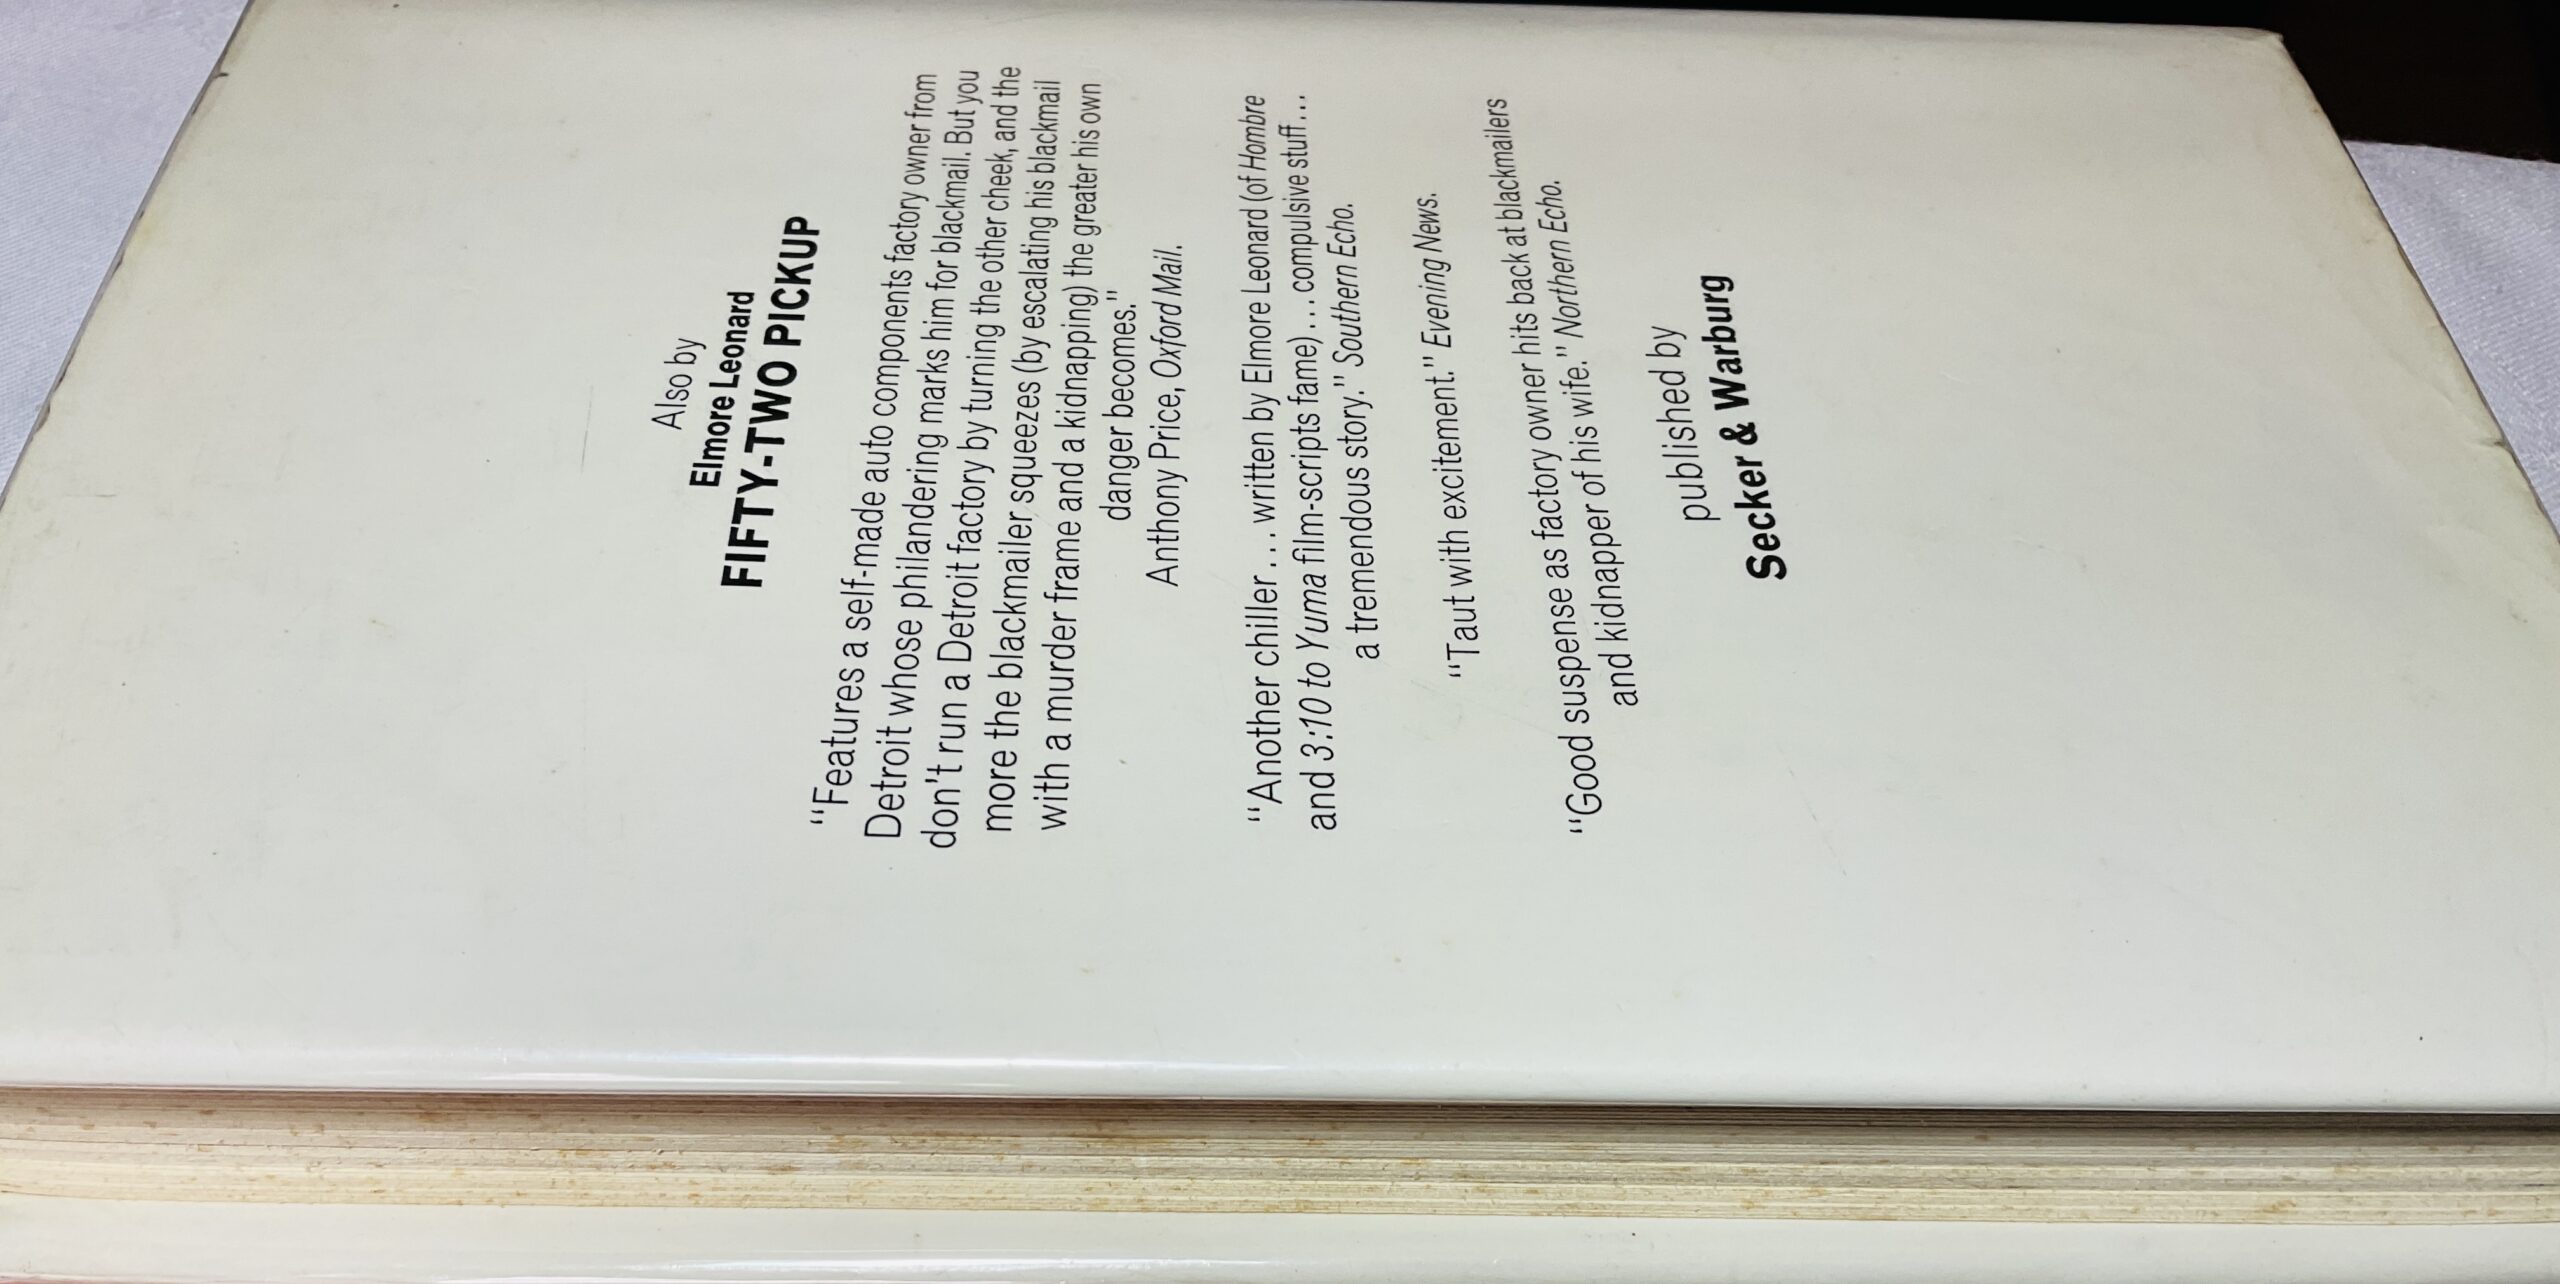 Also by
Elmore Leonard
FIFTY-TWO PICKUP
“Features a self-made auto components factory owner from
Detroit whose philandering marks him for blackmail. But you
don't run a Detroit factory by turning the other cheek, and the
more the blackmailer squeezes (by escalating his blackmail
with a murder frame and a kidnapping) the greater his own
danger becomes.”
Anthony Price, Oxford Mail.
“Another chiller... written by Elmore Leonard (of Hombre
and 3:10 to Yuma film-scripts fame)... compulsive stuff...
a tremendous story.” Southern Echo.
“Taut with excitement.” Evening News.
“Good suspense as factory owner hits back at blackmailers
and kidnapper of his wife.” Northern Echo.
published by
Secker & Warburg